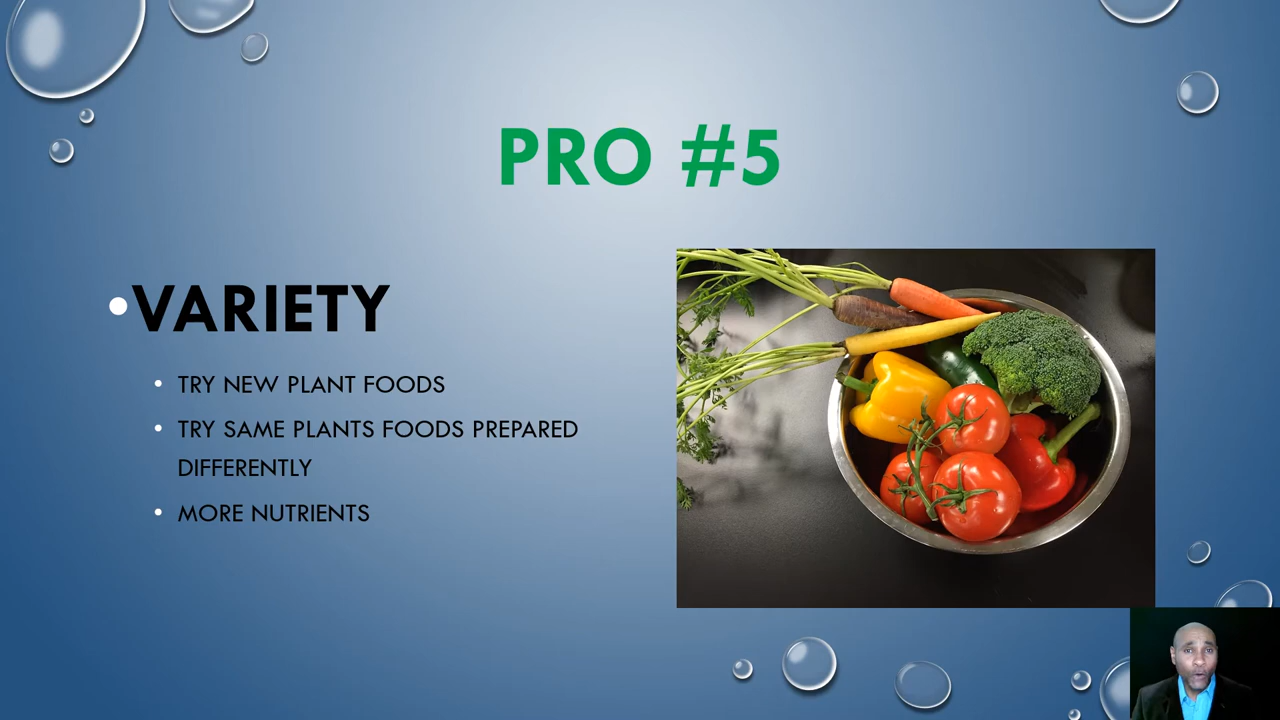 PRO #5
•VARIETY
• TRY NEW PLANT FOODS
• TRY SAME PLANTS FOODS PREPARED
DIFFERENTLY
• MORE NUTRIENTS